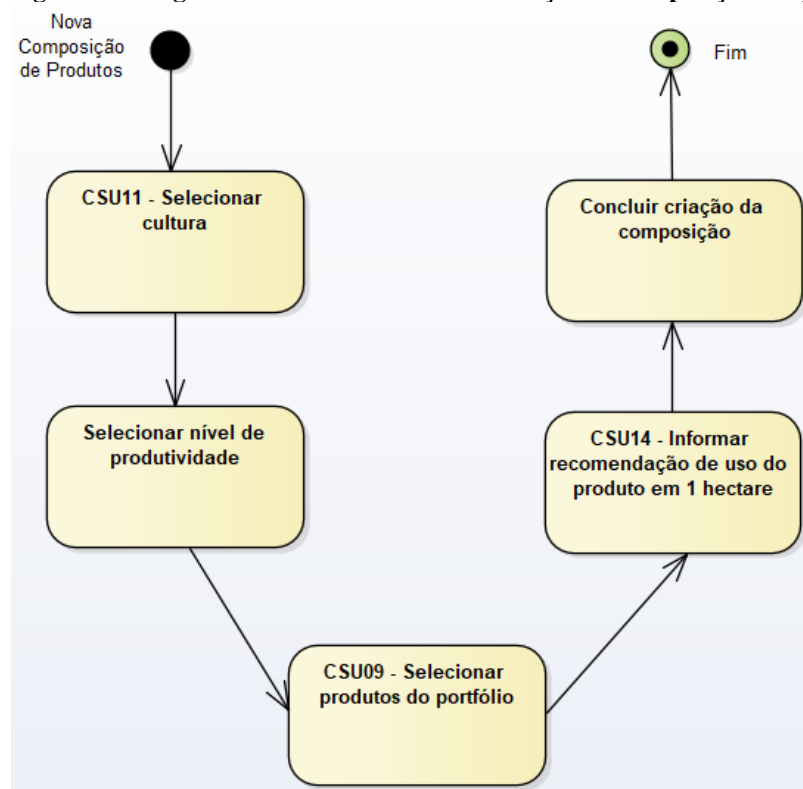 Nova
Composição
de Produtos
Fim
CSU11 - Selecionar
cultura
Concluir criação da
composição
Selecionar nível de
produtividade
CSU14 - Informar
recomendação de uso do
produto em 1 hectare
CSU09 - Selecionar
produtos do portfólio